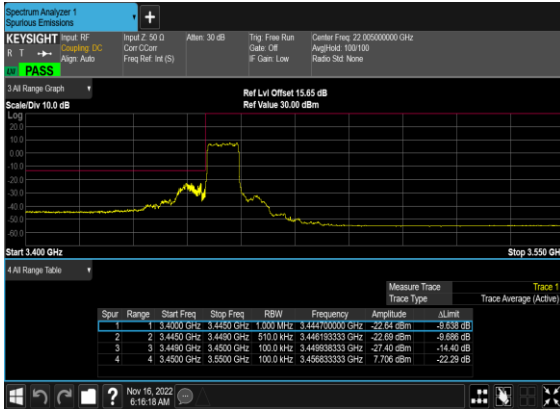 Spectrum Analyzer 1
Spurious Emissions
+
KEYSIGHT Input: RF Input Z: 50 Ω Atten: 30 dB Trig: Free Run Center Freq: 22.005000000 GHz
R T Coupling: DC Corr CCorr Gate: Off Avg|Hold: 100/100
Align: Auto Freq Ref: Int (S) IF Gain: Low Radio Std: None
PASS
3 All Range Graph
Ref Lvl Offset 15.65 dB
Scale/Div 10.0 dB Ref Value 30.00 dBm
Log
20.0
10.0
0.00
-10.0
-20.0
-30.0
-40.0
-50.0
-60.0
Start 3.400 GHz Stop 3.550 GH
4 All Range Table
Measure Trace Trace 1
Trace Type Trace Average (Active)
Spur Range Start Freq Stop Freq RBW Frequency Amplitude ΔLimit
1 1 3.4000 GHz 3.4450 GHz 1.000 MHz 3.444700000 GHz -22.64 dBm -9.638 dB
2 2 3.4450 GHz 3.4490 GHz 510.0 kHz 3.446193333 GHz -22.69 dBm -9.686 dB
3 3 3.4490 GHz 3.4500 GHz 100.0 kHz 3.449938333 GHz -27.40 dBm -14.40 dB
4 4 3.4500 GHz 3.5500 GHz 100.0 kHz 3.456833333 GHz 7.706 dBm -22.29 dB
? Nov 16, 2022
6:16:18 AM